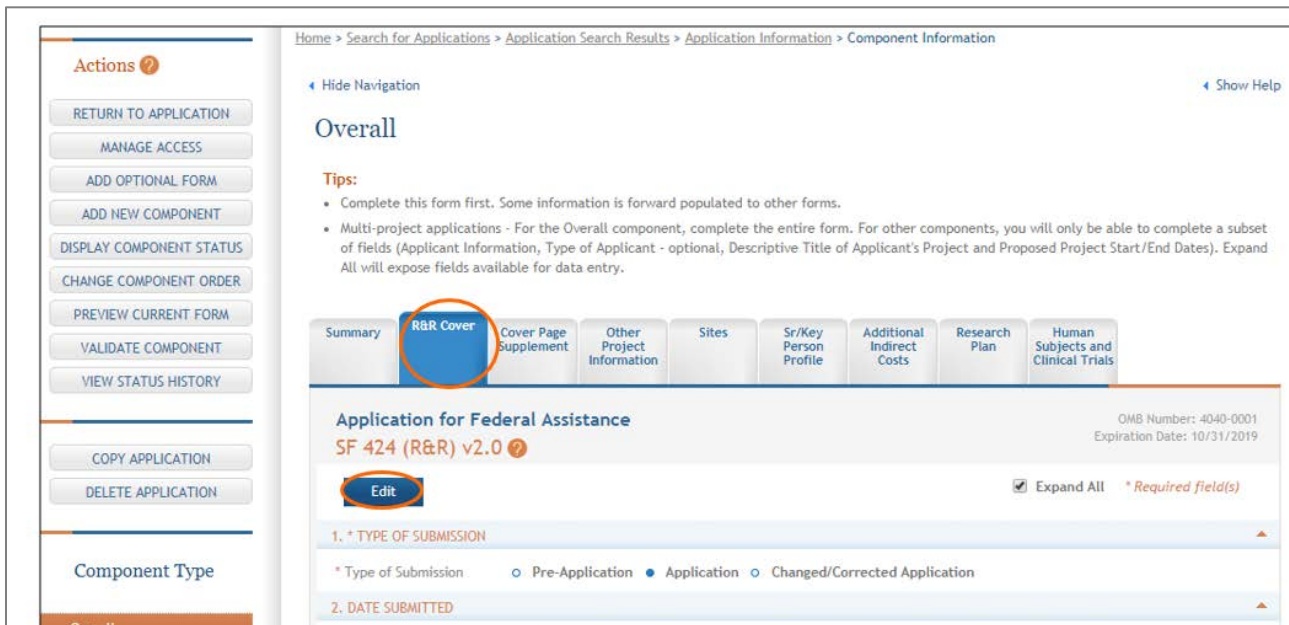 Home > Search for Applications > Application Search Results > Application Information > Component Information
Actions ?
Hide Navigation
Show Help
RETURN TO APPLICATION
MANAGE ACCESS
ADD OPTIONAL FORM
ADD NEW COMPONENT
DISPLAY COMPONENT STATUS
CHANGE COMPONENT ORDER
PREVIEW CURRENT FORM
VALIDATE COMPONENT
VIEW STATUS HISTORY
COPY APPLICATION
DELETE APPLICATION
Component Type
Overall
Tips:
• Complete this form first. Some information is forward populated to other forms.
• Multi-project applications - For the Overall component, complete the entire form. For other components, you will only be able to complete a subset
of fields (Applicant Information, Type of Applicant - optional, Descriptive Title of Applicant's Project and Proposed Project Start/End Dates). Expand
All will expose fields available for data entry.
Summary
R&R Cover
Cover Page
Supplement
Other
Project
Information
Sites
Sr/Key
Person
Profile
Additional
Indirect
Costs
Research
Plan
Human
Subjects and
Clinical Trials
Application for Federal Assistance
SF 424 (R&R) v2.0 ?
OMB Number: 4040-0001
Expiration Date: 10/31/2019
Edit
Expand All * Required field(s)
1. * TYPE OF SUBMISSION
* Type of Submission Pre-Application Application Changed/Corrected Application
2. DATE SUBMITTED